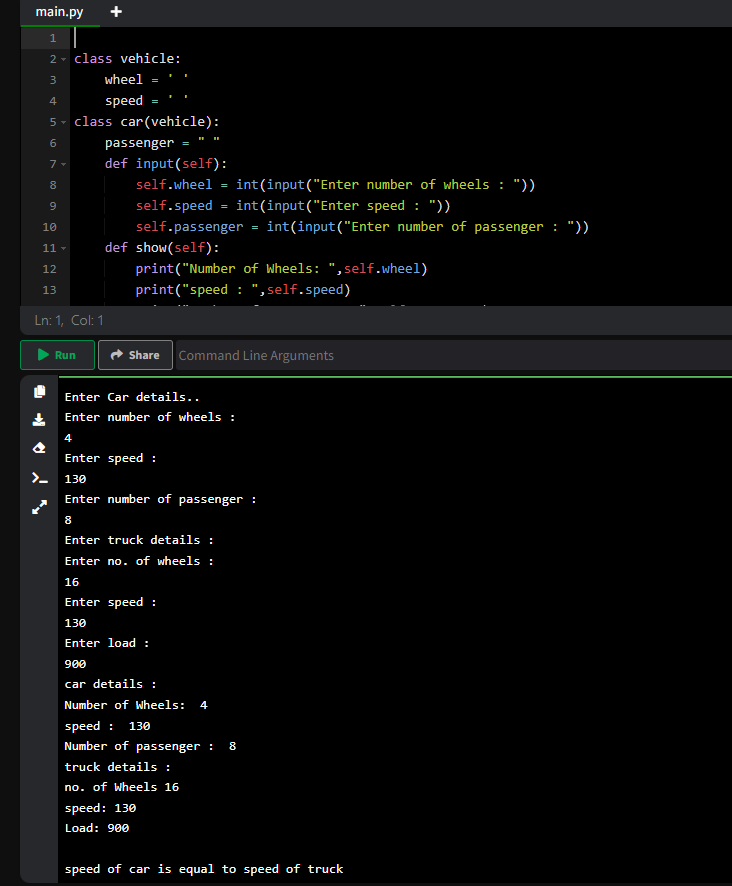 main.py +
1
2 class vehicle:
3     wheel = ' '
4     speed = ' '
5 class car(vehicle):
6     passenger = " "
7     def input(self):
8         self.wheel = int(input("Enter number of wheels : "))
9         self.speed = int(input("Enter speed : "))
10         self.passenger = int(input("Enter number of passenger : "))
11     def show(self):
12         print("Number of Wheels: ",self.wheel)
13         print("speed : ",self.speed)
Ln: 1, Col: 1
Run Share Command Line Arguments
Enter Car details..
Enter number of wheels :
4
Enter speed :
130
Enter number of passenger :
8
Enter truck details :
Enter no. of wheels :
16
Enter speed :
130
Enter load :
900
car details :
Number of Wheels:  4
speed :  130
Number of passenger :  8
truck details :
no. of Wheels 16
speed: 130
Load: 900
speed of car is equal to speed of truck